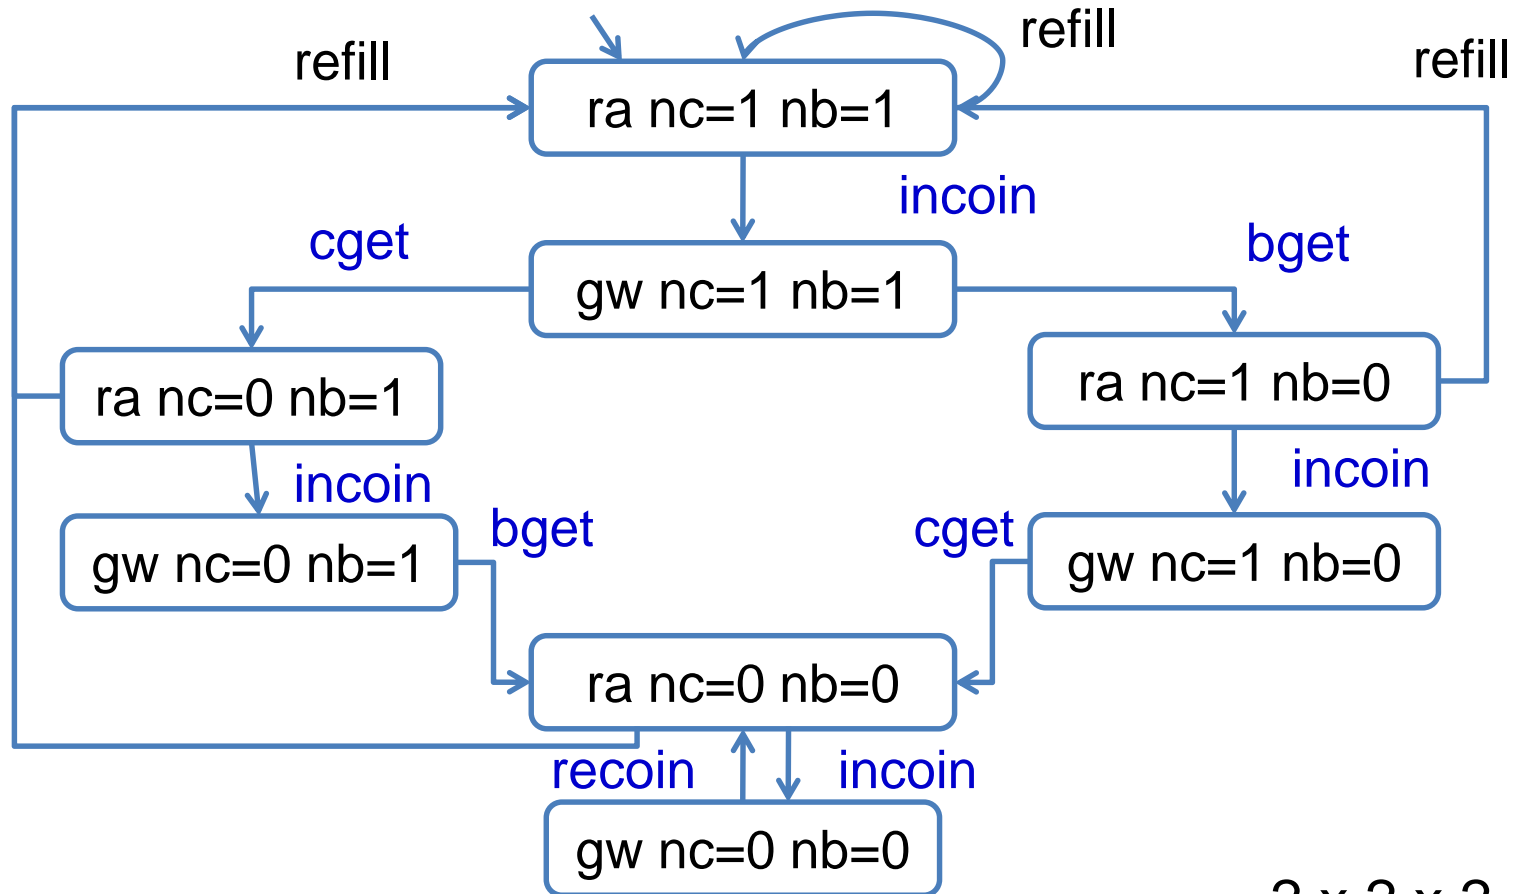 refill
refill
refill
ra nc=1 nb=1
incoin
cget
bget
gw nc=1 nb=1
ra nc=0 nb=1
ra nc=1 nb=0
incoin
incoin
bget
cget
gw nc=0 nb=1
gw nc=1 nb=0
ra nc=0 nb=0
recoin
incoin
gw nc=0 nb=0